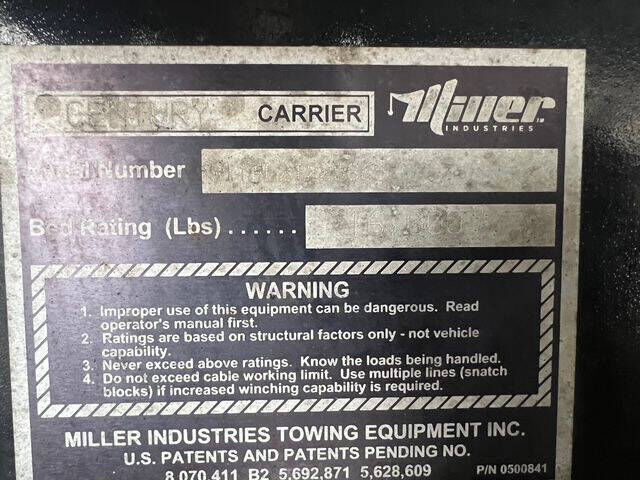 CENTURY CARRIER Miller
INDUSTRIES
Serial Number
Bed Rating (Lbs) ......
WARNING
1. Improper use of this equipment can be dangerous. Read
operator's manual first.
2. Ratings are based on structural factors only - not vehicle
capability.
3. Never exceed above ratings. Know the loads being handled.
4. Do not exceed cable working limit. Use multiple lines (snatch
blocks) if increased winching capability is required.
MILLER INDUSTRIES TOWING EQUIPMENT INC.
U.S. PATENTS AND PATENTS PENDING NO.
8,070,411 B2 5,692,871 5,628,609 P/N 0500841